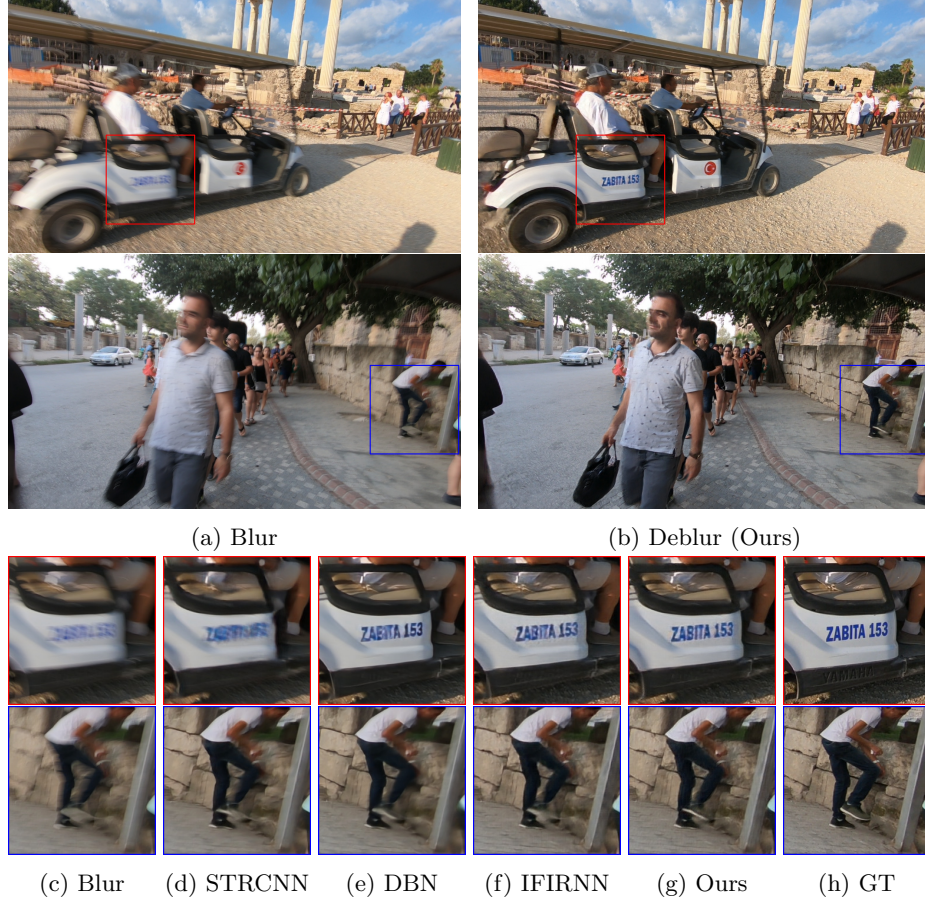 ZABITA 153
(a) Blur
(b) Deblur (Ours)
ZABITA 153
ZABITA 153
ZABITA 153
ZABITA 153
YAMAHA
(c) Blur
(d) STRCNN
(e) DBN
(f) IFIRNN
(g) Ours
(h) GT